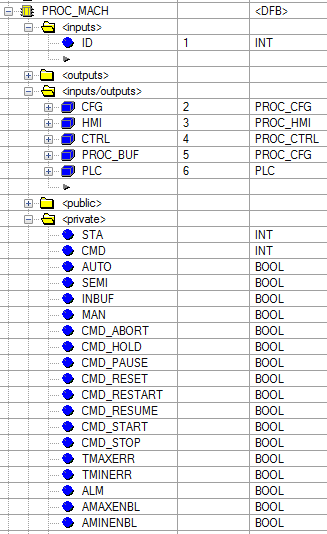 PROC_MACH <DFB>
<inputs>
ID 1 INT
<outputs>
<inputs/outputs>
CFG 2 PROC_CFG
HMI 3 PROC_HMI
CTRL 4 PROC_CTRL
PROC_BUF 5 PROC_CFG
PLC 6 PLC
<public>
<private>
STA INT
CMD INT
AUTO BOOL
SEMI BOOL
INBUF BOOL
MAN BOOL
CMD_ABORT BOOL
CMD_HOLD BOOL
CMD_PAUSE BOOL
CMD_RESET BOOL
CMD_RESTART BOOL
CMD_RESUME BOOL
CMD_START BOOL
CMD_STOP BOOL
TMAXERR BOOL
TMINERR BOOL
ALM BOOL
AMAXENBL BOOL
AMINENBL BOOL